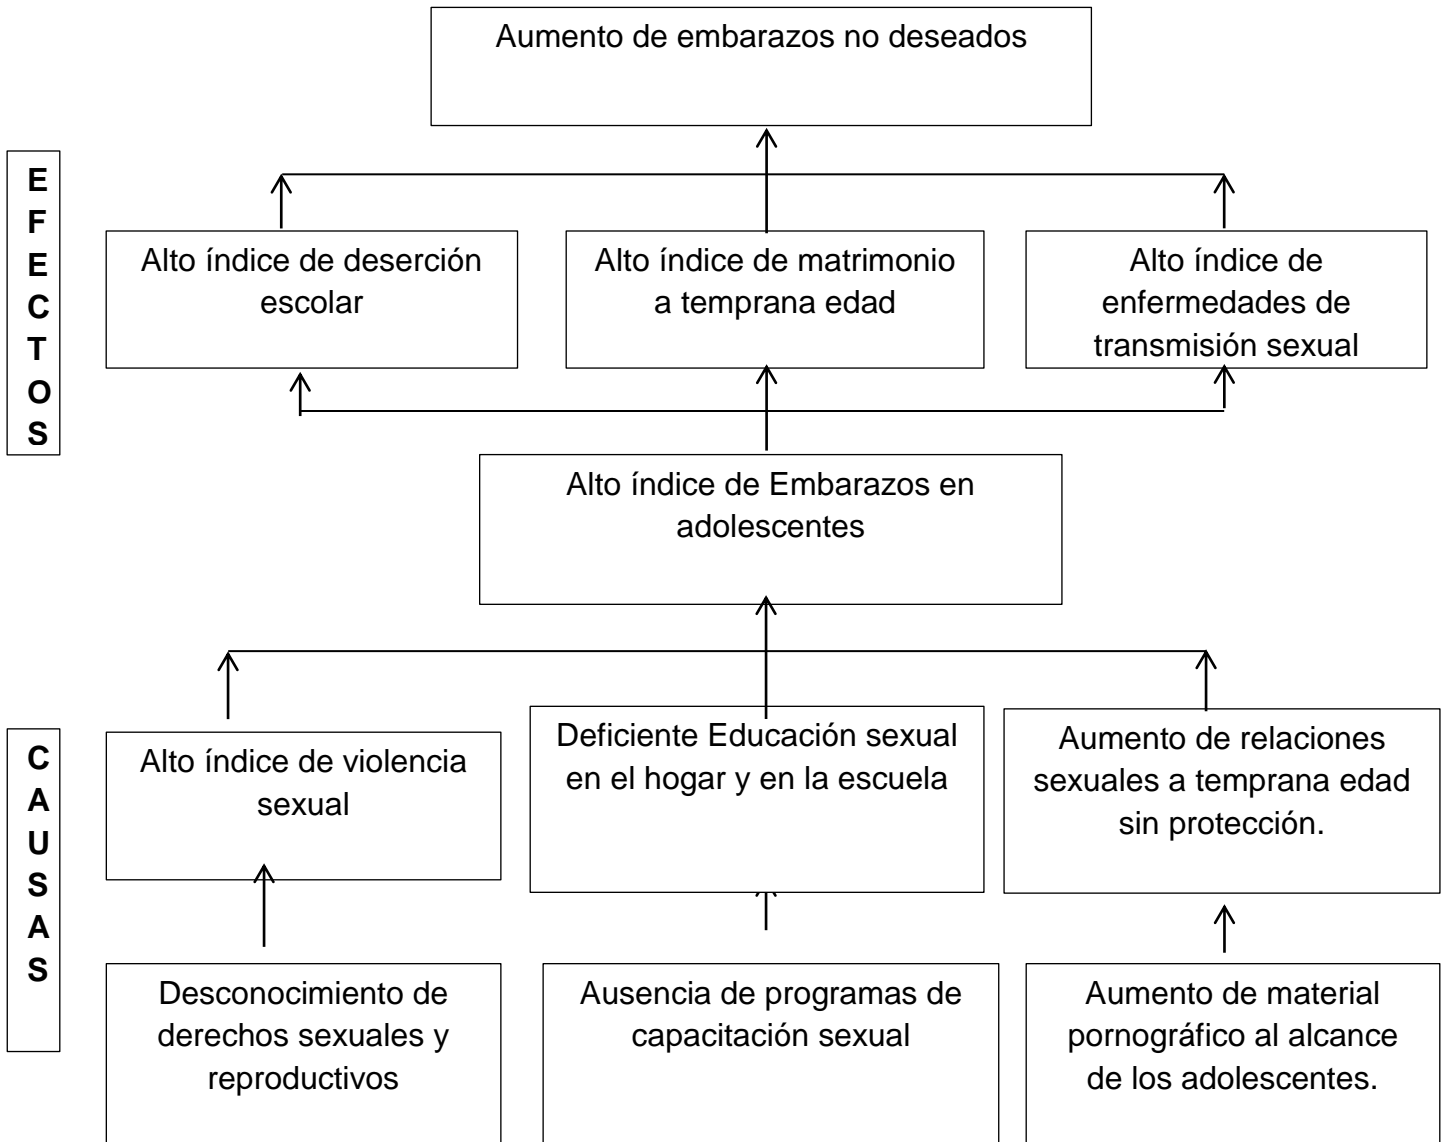 Aumento de embarazos no deseados
E
F
E
C
T
O
S
Alto índice de deserción
escolar
Alto índice de matrimonio
a temprana edad
Alto índice de
enfermedades de
transmisión sexual
Alto índice de Embarazos en
adolescentes
C
A
U
S
A
S
Alto índice de violencia
sexual
Deficiente Educación sexual
en el hogar y en la escuela
Aumento de relaciones
sexuales a temprana edad
sin protección.
Desconocimiento de
derechos sexuales y
reproductivos
Ausencia de programas de
capacitación sexual
Aumento de material
pornográfico al alcance
de los adolescentes.